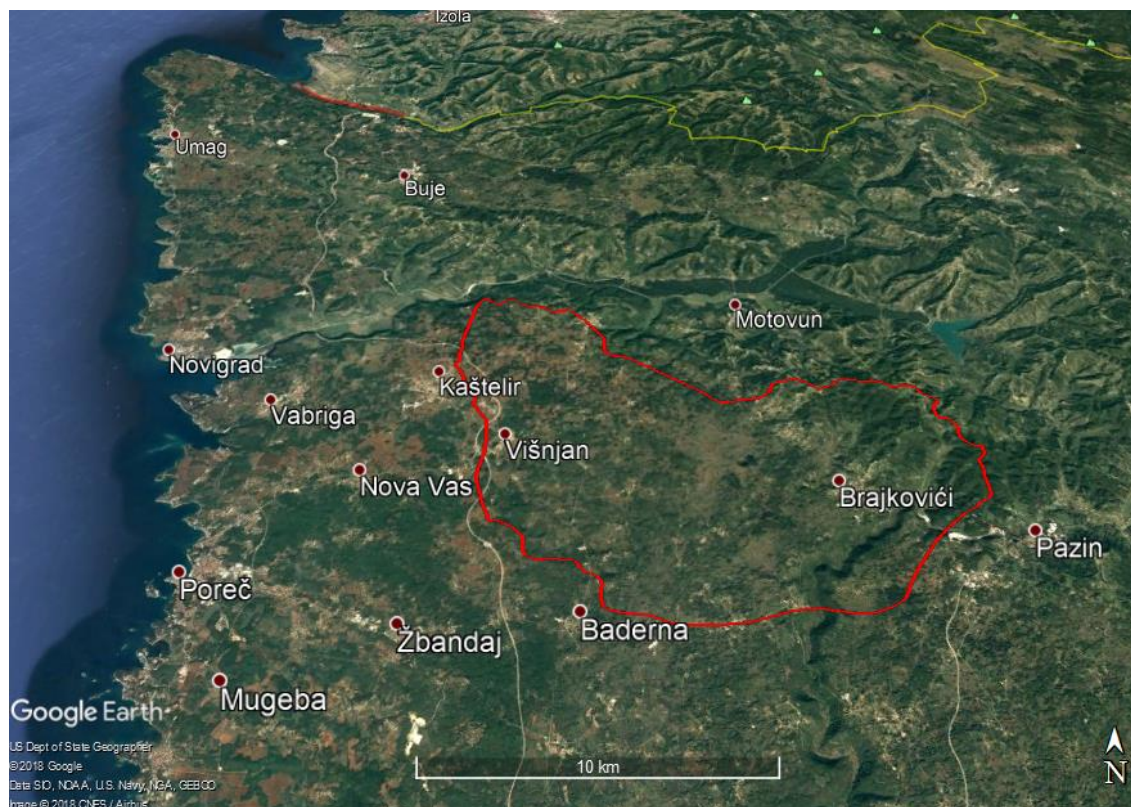 Izola
Umag
Buje
Motovun
Novigrad
Kaštelir
Vabriga
Višnjan
Nova Vas
Brajkovići
Pazin
Poreč
Baderna
Žbandaj
Mugeba
Google Earth
US Dept of State Geographer
© 2018 Google
Data SIO, NOAA, U.S. Navy, NGA, GEBCO
Image © 2018 CNES / Airbus
10 km
N